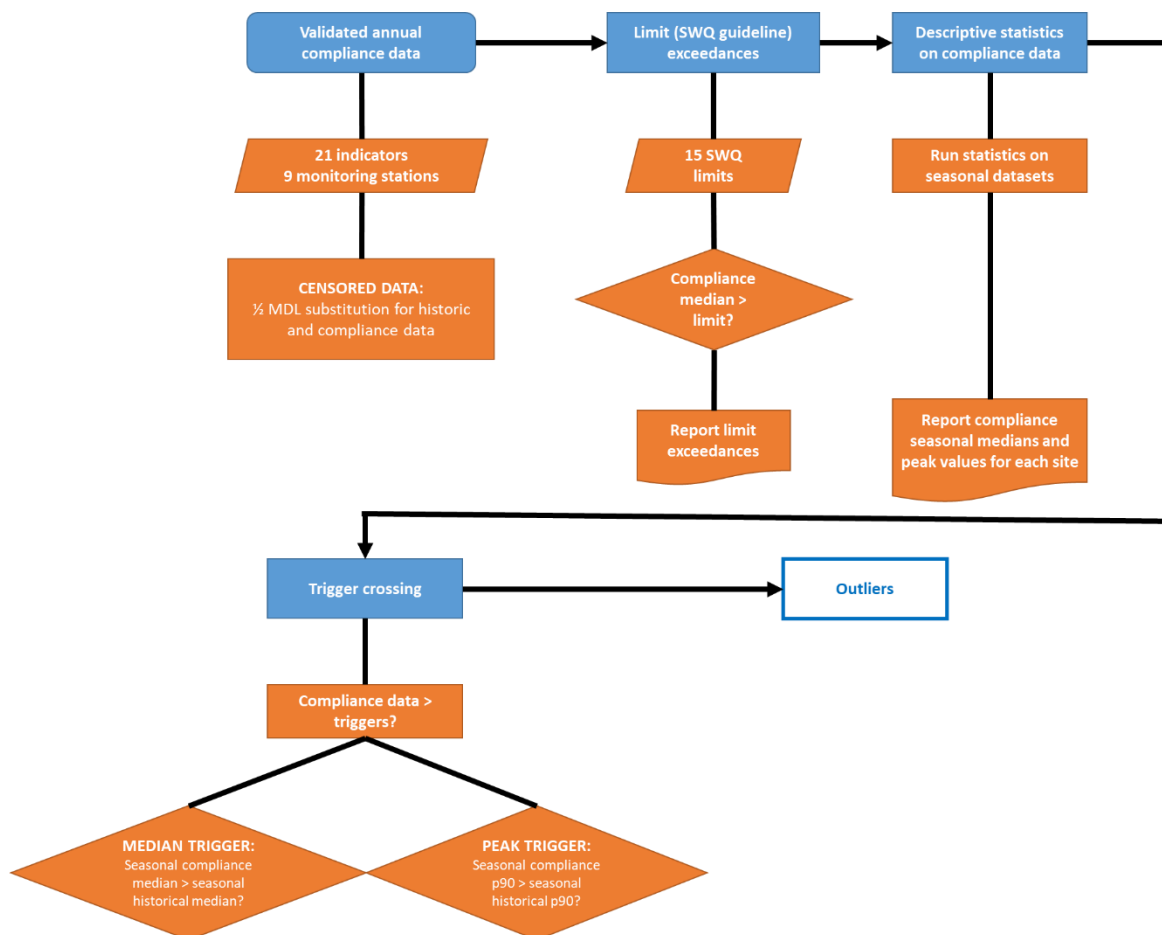 Validated annual
compliance data
Limit (SWQ guideline)
exceedances
Descriptive statistics
on compliance data
21 indicators
9 monitoring stations
15 SWQ
limits
Run statistics on
seasonal datasets
CENSORED DATA:
½ MDL substitution for historic
and compliance data
Compliance
median >
limit?
Report limit
exceedances
Report compliance
seasonal medians and
peak values for each site
Trigger crossing
Outliers
Compliance data >
triggers?
MEDIAN TRIGGER:
Seasonal compliance
median > seasonal
historical median?
PEAK TRIGGER:
Seasonal compliance
p90 > seasonal
historical p90?